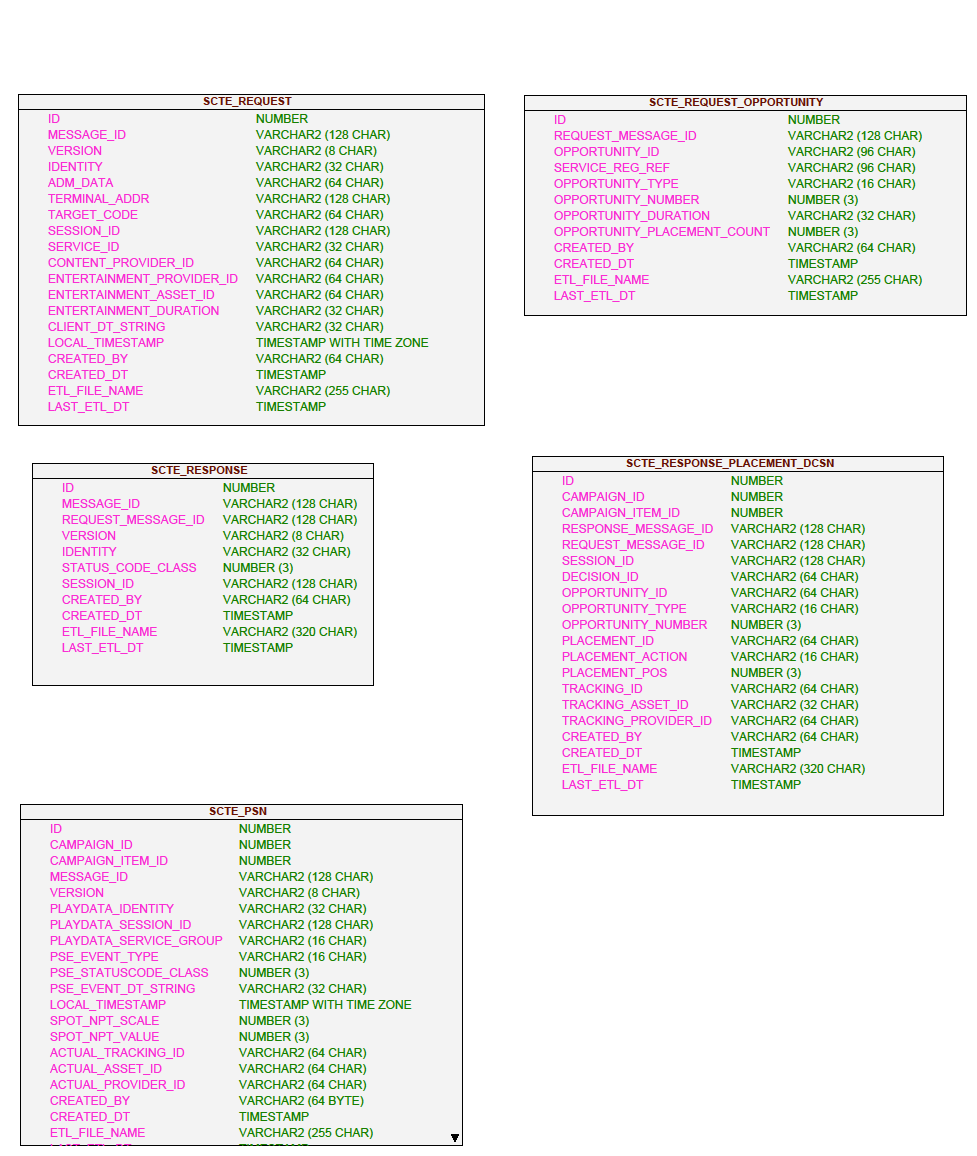 SCTE_REQUEST
ID NUMBER
MESSAGE_ID VARCHAR2 (128 CHAR)
VERSION VARCHAR2 (8 CHAR)
IDENTITY VARCHAR2 (32 CHAR)
ADM_DATA VARCHAR2 (64 CHAR)
TERMINAL_ADDR VARCHAR2 (128 CHAR)
TARGET_CODE VARCHAR2 (64 CHAR)
SESSION_ID VARCHAR2 (128 CHAR)
SERVICE_ID VARCHAR2 (32 CHAR)
CONTENT_PROVIDER_ID VARCHAR2 (64 CHAR)
ENTERTAINMENT_PROVIDER_ID VARCHAR2 (64 CHAR)
ENTERTAINMENT_ASSET_ID VARCHAR2 (64 CHAR)
ENTERTAINMENT_DURATION VARCHAR2 (32 CHAR)
CLIENT_DT_STRING VARCHAR2 (32 CHAR)
LOCAL_TIMESTAMP TIMESTAMP WITH TIME ZONE
CREATED_BY VARCHAR2 (64 CHAR)
CREATED_DT TIMESTAMP
ETL_FILE_NAME VARCHAR2 (255 CHAR)
LAST_ETL_DT TIMESTAMP
SCTE_REQUEST_OPPORTUNITY
ID NUMBER
REQUEST_MESSAGE_ID VARCHAR2 (128 CHAR)
OPPORTUNITY_ID VARCHAR2 (96 CHAR)
SERVICE_REG_REF VARCHAR2 (96 CHAR)
OPPORTUNITY_TYPE VARCHAR2 (16 CHAR)
OPPORTUNITY_NUMBER NUMBER (3)
OPPORTUNITY_DURATION VARCHAR2 (32 CHAR)
OPPORTUNITY_PLACEMENT_COUNT NUMBER (3)
CREATED_BY VARCHAR2 (64 CHAR)
CREATED_DT TIMESTAMP
ETL_FILE_NAME VARCHAR2 (255 CHAR)
LAST_ETL_DT TIMESTAMP
SCTE_RESPONSE
ID NUMBER
MESSAGE_ID VARCHAR2 (128 CHAR)
REQUEST_MESSAGE_ID VARCHAR2 (128 CHAR)
VERSION VARCHAR2 (8 CHAR)
IDENTITY VARCHAR2 (32 CHAR)
STATUS_CODE_CLASS NUMBER (3)
SESSION_ID VARCHAR2 (128 CHAR)
CREATED_BY VARCHAR2 (64 CHAR)
CREATED_DT TIMESTAMP
ETL_FILE_NAME VARCHAR2 (320 CHAR)
LAST_ETL_DT TIMESTAMP
SCTE_RESPONSE_PLACEMENT_DCSN
ID NUMBER
CAMPAIGN_ID NUMBER
CAMPAIGN_ITEM_ID NUMBER
RESPONSE_MESSAGE_ID VARCHAR2 (128 CHAR)
REQUEST_MESSAGE_ID VARCHAR2 (128 CHAR)
SESSION_ID VARCHAR2 (128 CHAR)
DECISION_ID VARCHAR2 (64 CHAR)
OPPORTUNITY_ID VARCHAR2 (64 CHAR)
OPPORTUNITY_TYPE VARCHAR2 (16 CHAR)
OPPORTUNITY_NUMBER NUMBER (3)
PLACEMENT_ID VARCHAR2 (64 CHAR)
PLACEMENT_ACTION VARCHAR2 (16 CHAR)
PLACEMENT_POS NUMBER (3)
TRACKING_ID VARCHAR2 (64 CHAR)
TRACKING_ASSET_ID VARCHAR2 (32 CHAR)
TRACKING_PROVIDER_ID VARCHAR2 (64 CHAR)
CREATED_BY VARCHAR2 (64 CHAR)
CREATED_DT TIMESTAMP
ETL_FILE_NAME VARCHAR2 (320 CHAR)
LAST_ETL_DT TIMESTAMP
SCTE_PSN
ID NUMBER
CAMPAIGN_ID NUMBER
CAMPAIGN_ITEM_ID NUMBER
MESSAGE_ID VARCHAR2 (128 CHAR)
VERSION VARCHAR2 (8 CHAR)
PLAYDATA_IDENTITY VARCHAR2 (32 CHAR)
PLAYDATA_SESSION_ID VARCHAR2 (128 CHAR)
PLAYDATA_SERVICE_GROUP VARCHAR2 (16 CHAR)
PSE_EVENT_TYPE VARCHAR2 (16 CHAR)
PSE_STATUSCODE_CLASS NUMBER (3)
PSE_EVENT_DT_STRING VARCHAR2 (32 CHAR)
LOCAL_TIMESTAMP TIMESTAMP WITH TIME ZONE
SPOT_NPT_SCALE NUMBER (3)
SPOT_NPT_VALUE NUMBER (3)
ACTUAL_TRACKING_ID VARCHAR2 (64 CHAR)
ACTUAL_ASSET_ID VARCHAR2 (64 CHAR)
ACTUAL_PROVIDER_ID VARCHAR2 (64 CHAR)
CREATED_BY VARCHAR2 (64 BYTE)
CREATED_DT TIMESTAMP
ETL_FILE_NAME VARCHAR2 (255 CHAR)